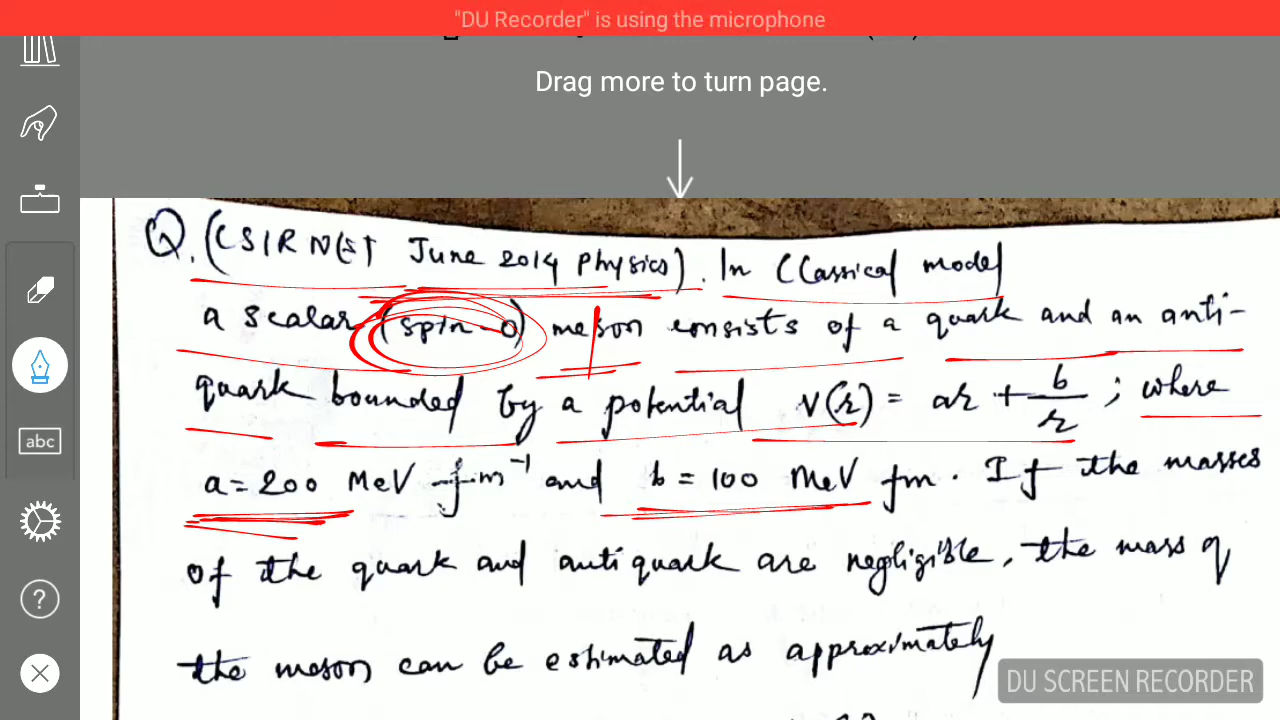 "DU Recorder" is using the microphone
Drag more to turn page.
Q. (CSIR NET June 2014 Physics). In Classical model
a scalar (spin-0) meson consists of a quark and an anti-
quark bounded by a potential V(r) = ar + b/r ; where
a = 200 MeV fm⁻¹ and b = 100 MeV fm. If the masses
of the quark and antiquark are negligible, the mass of
the meson can be estimated as approximately
abc
?
DU SCREEN RECORDER